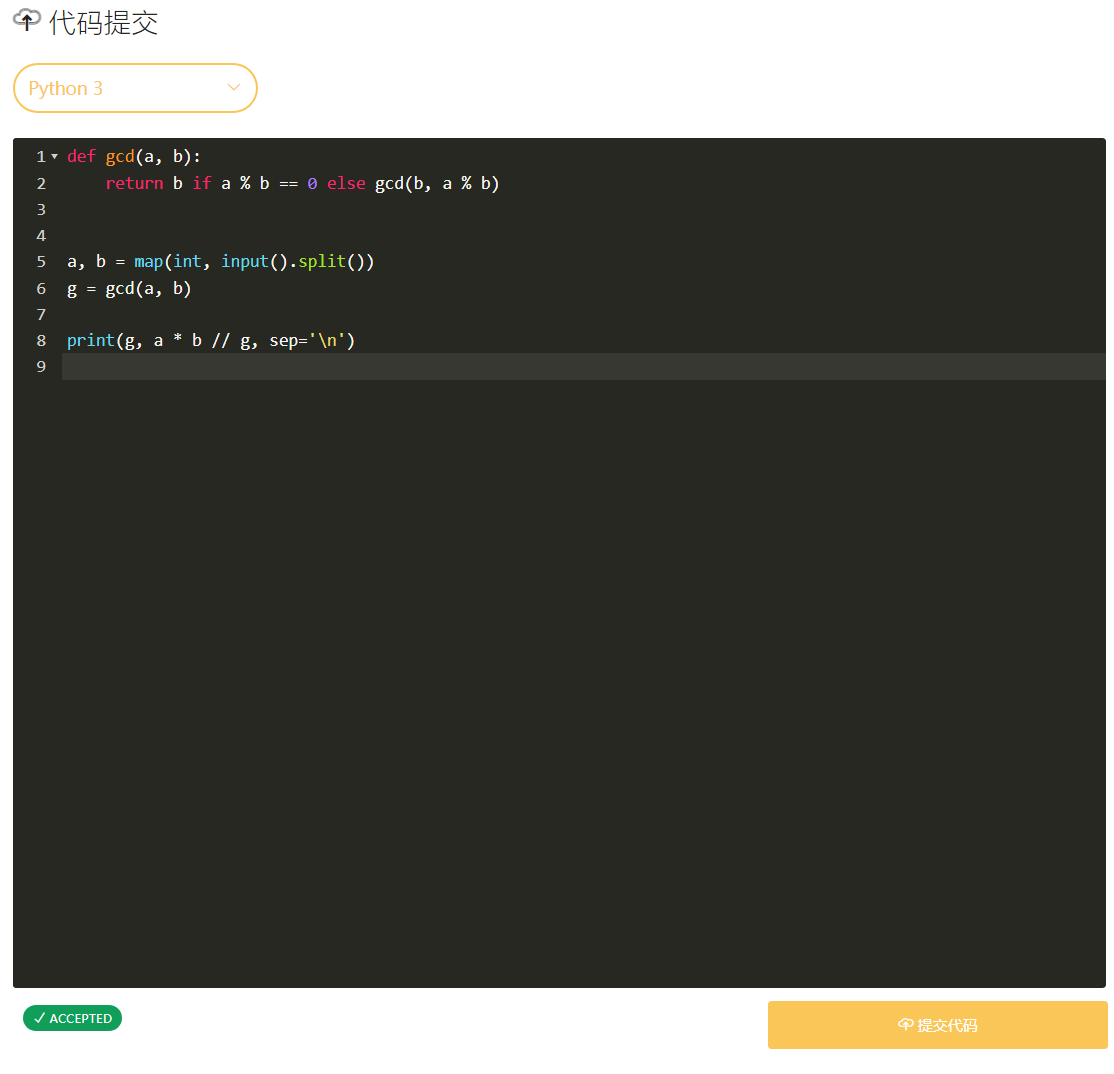 代码提交
Python 3
1 def gcd(a, b):
2     return b if a % b == 0 else gcd(b, a % b)
3
4
5 a, b = map(int, input().split())
6 g = gcd(a, b)
7
8 print(g, a * b // g, sep='\n')
9
ACCEPTED
提交代码